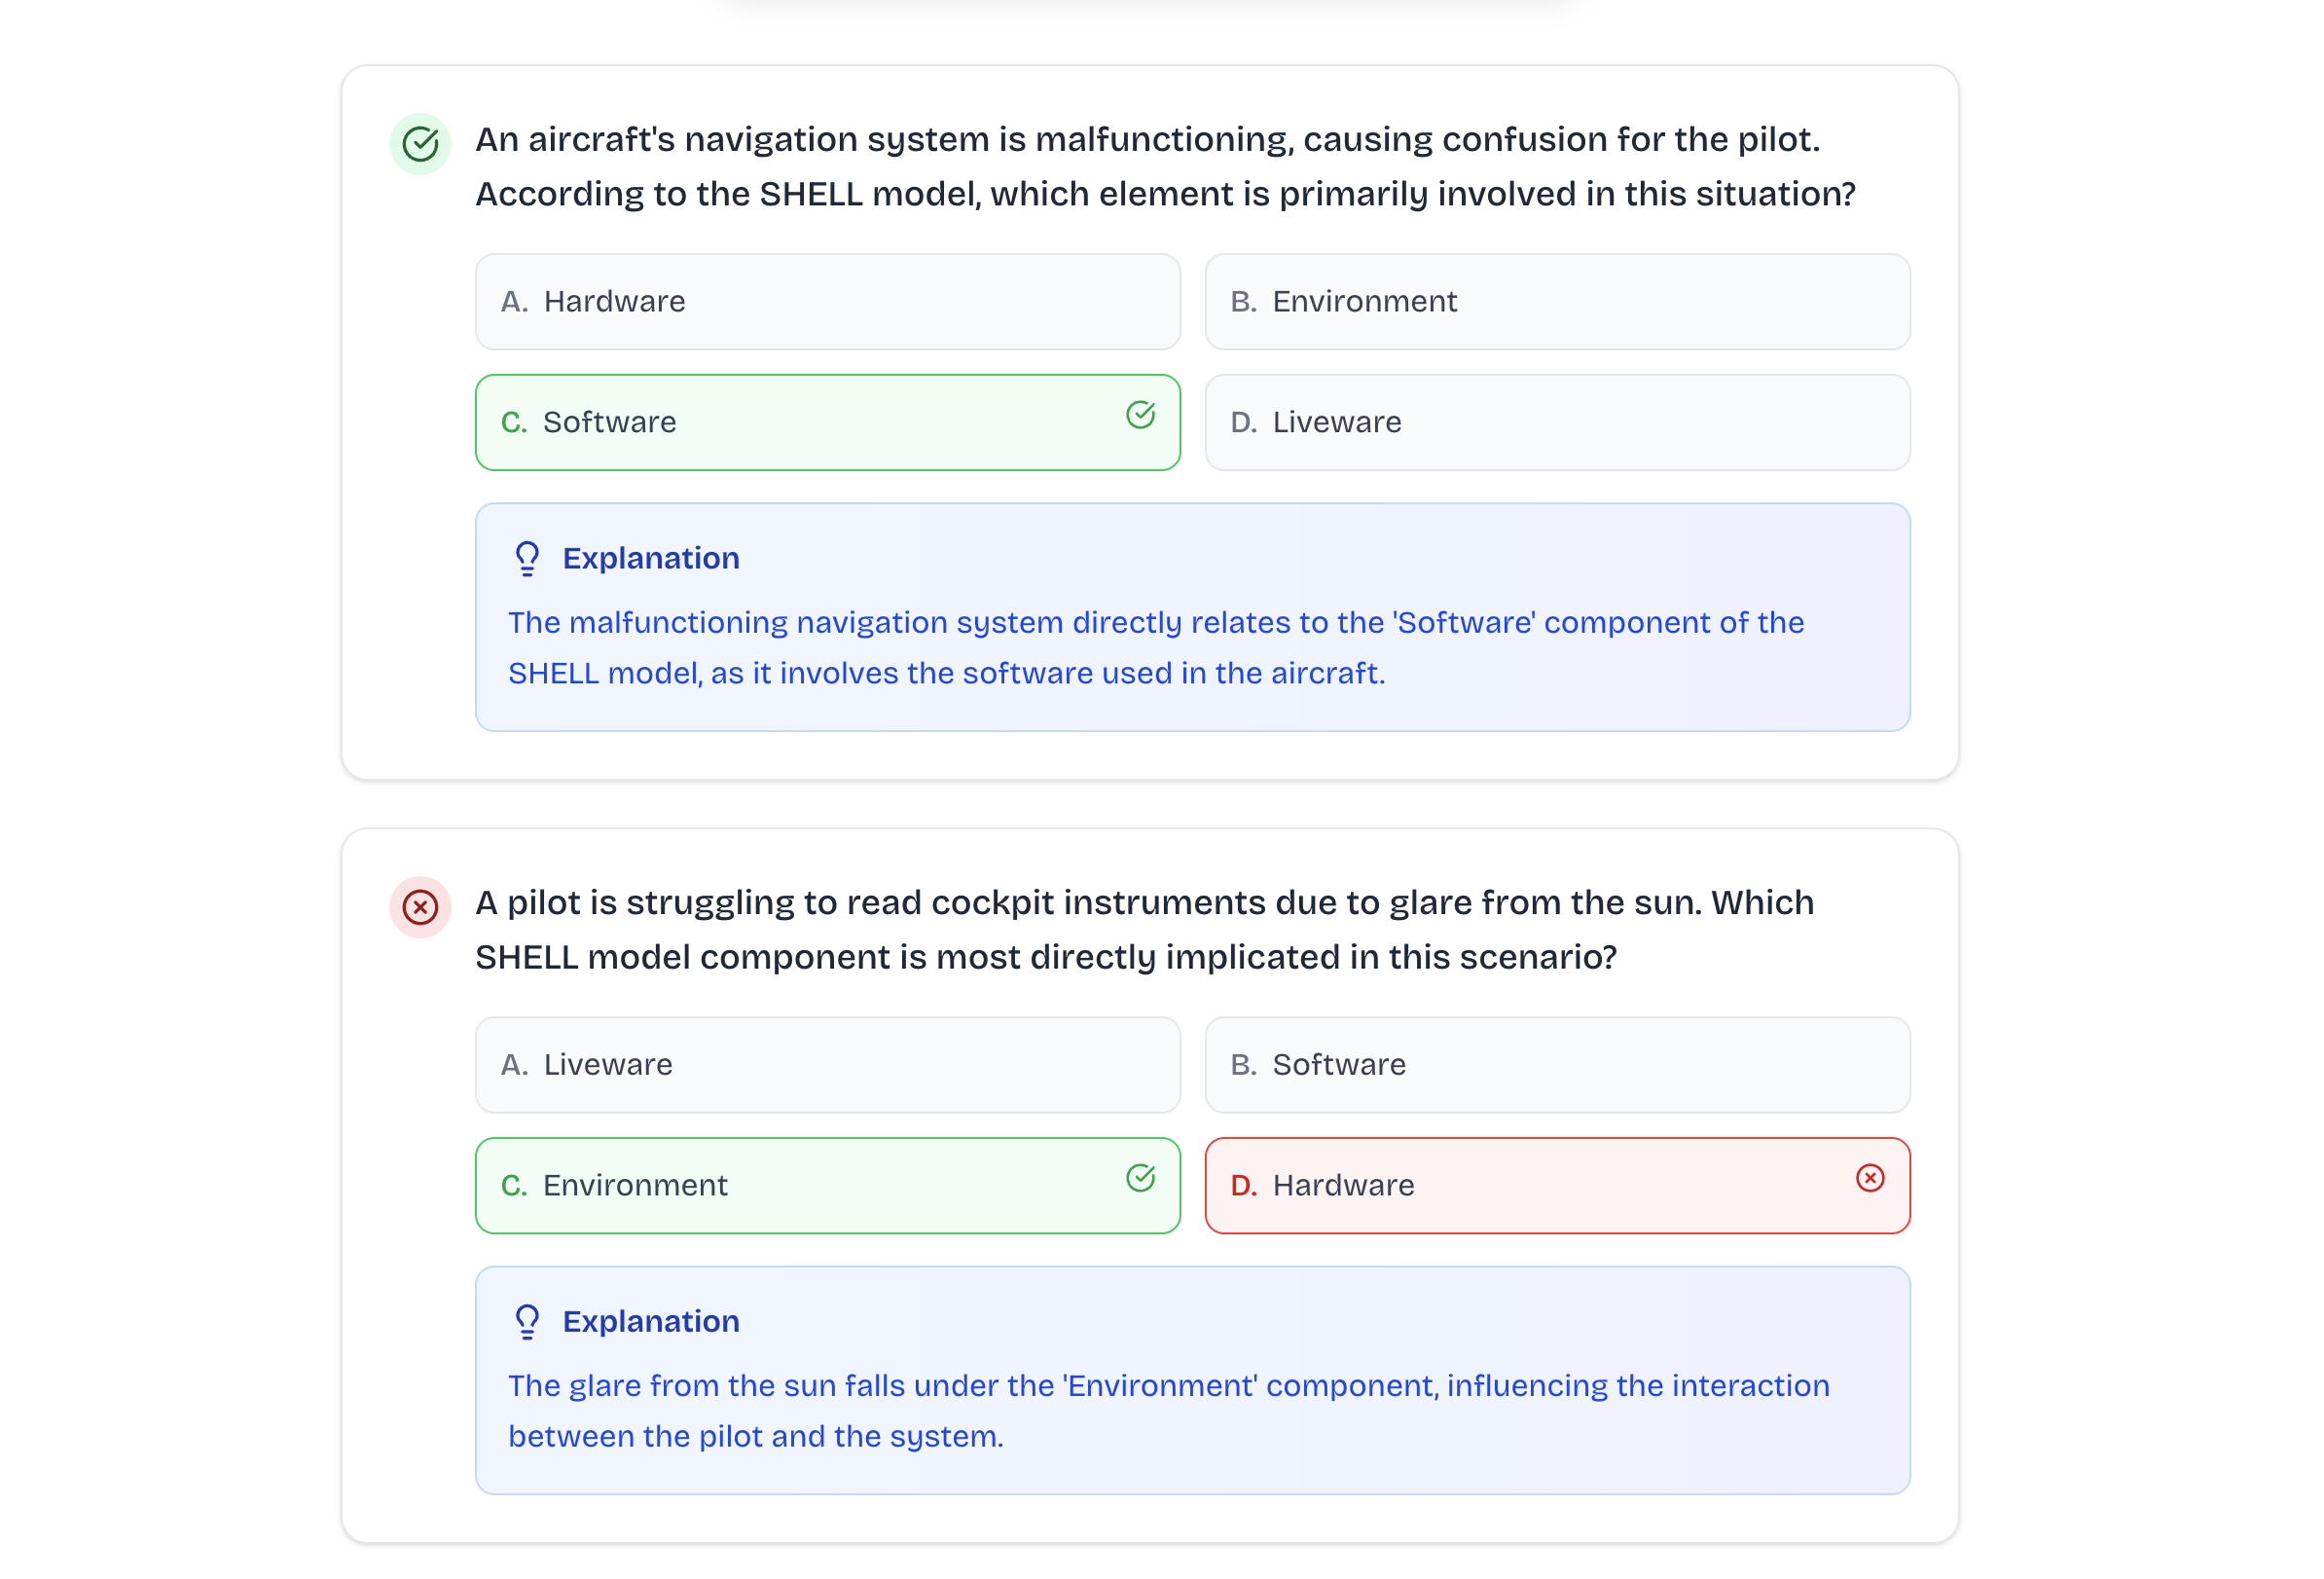 An aircraft's navigation system is malfunctioning, causing confusion for the pilot.
According to the SHELL model, which element is primarily involved in this situation?
A. Hardware
B. Environment
C. Software
D. Liveware
Explanation
The malfunctioning navigation system directly relates to the 'Software' component of the
SHELL model, as it involves the software used in the aircraft.
A pilot is struggling to read cockpit instruments due to glare from the sun. Which
SHELL model component is most directly implicated in this scenario?
A. Liveware
B. Software
C. Environment
D. Hardware
Explanation
The glare from the sun falls under the 'Environment' component, influencing the interaction
between the pilot and the system.